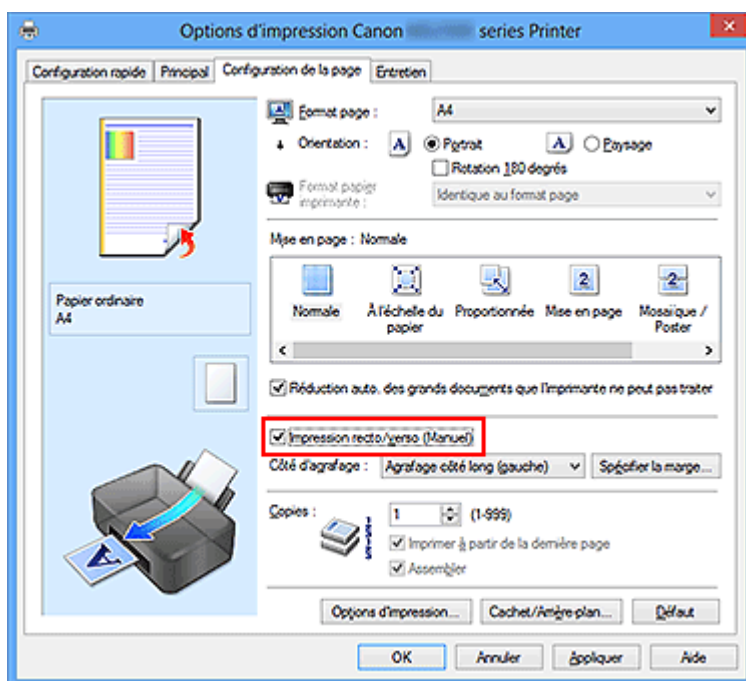 Options d'impression Canon series Printer
Configuration rapide Principal Configuration de la page Entretien
Format page : A4
Orientation : A Portrait A Paysage
Rotation 180 degrés
Format papier imprimante : Identique au format page
Mise en page : Normale
Normale À l'échelle du papier Proportionnée Mise en page Mosaïque / Poster
Papier ordinaire
A4
Réduction auto. des grands documents que l'imprimante ne peut pas traiter
Impression recto/verso (Manuel)
Côté d'agrafage : Agrafage côté long (gauche) Spécifier la marge...
Copies : 1 (1-999)
Imprimer à partir de la dernière page
Assembler
Options d'impression... Cachet/Arrière-plan... Défaut
OK Annuler Appliquer Aide